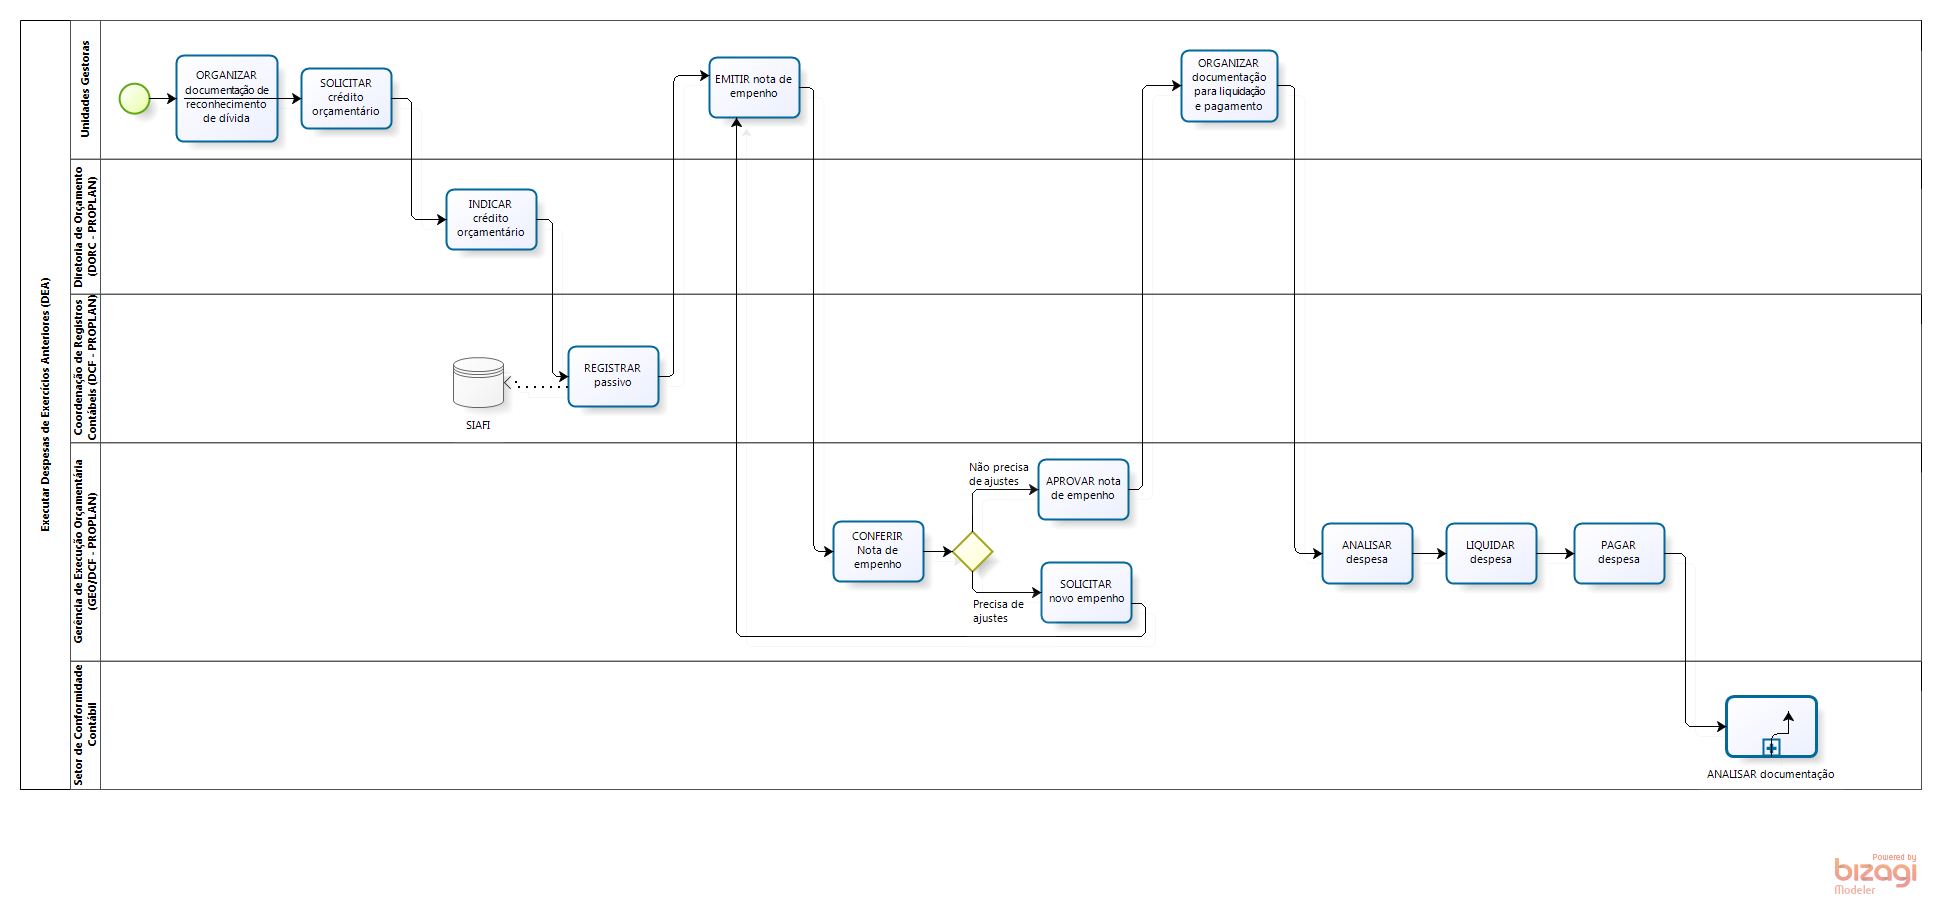 Executar Despesas de Exercícios Anteriores (DEA)
Unidades Gestoras
ORGANIZAR
documentação de
reconhecimento
de dívida
SOLICITAR
crédito
orçamentário
EMITIR nota de
empenho
ORGANIZAR
documentação
para liquidação
e pagamento
Diretoria de Orçamento
(DORC - PROPLAN)
INDICAR
crédito
orçamentário
Coordenação de Registros
Contábeis (DCF - PROPLAN)
SIAFI
REGISTRAR
passivo
Gerência de Execução Orçamentária
(GEO/DCF - PROPLAN)
CONFERIR
Nota de
empenho
Não precisa
de ajustes
APROVAR nota
de empenho
Precisa de
ajustes
SOLICITAR
novo empenho
ANALISAR
despesa
LIQUIDAR
despesa
PAGAR
despesa
Setor de Conformidade
Contábil
ANALISAR documentação
Powered by
bizagi
Modeler